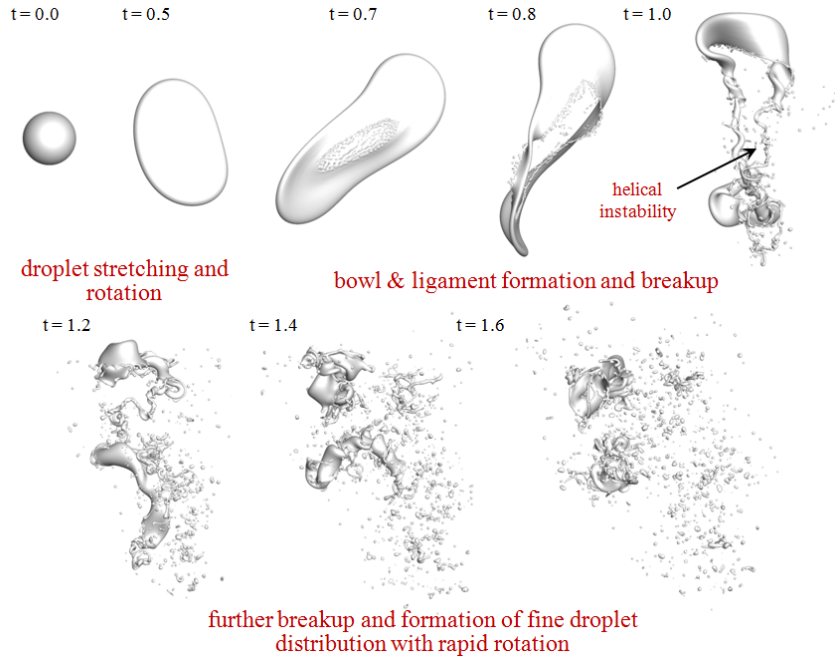 t = 0.0
t = 0.5
t = 0.7
t = 0.8
t = 1.0
helical
instability
droplet stretching and
rotation
bowl & ligament formation and breakup
t = 1.2
t = 1.4
t = 1.6
further breakup and formation of fine droplet
distribution with rapid rotation